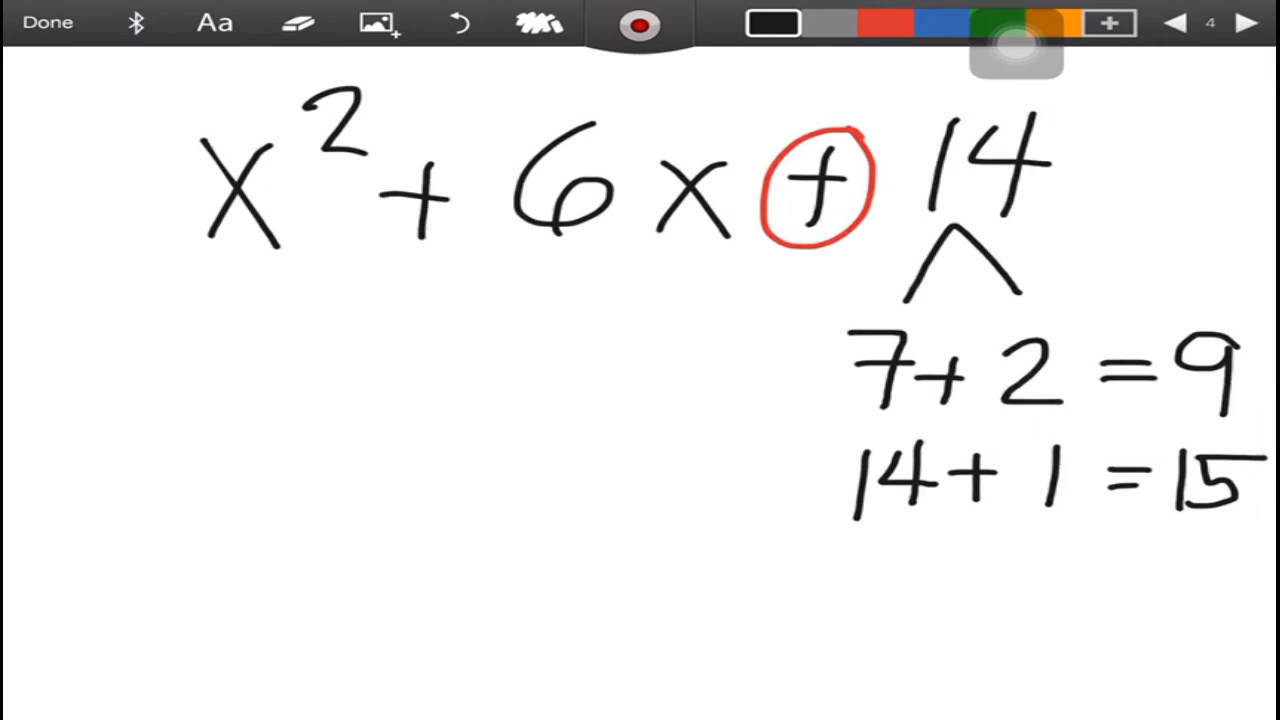 Done Aa 4
x² + 6x + 14
7 + 2 = 9
14 + 1 = 15